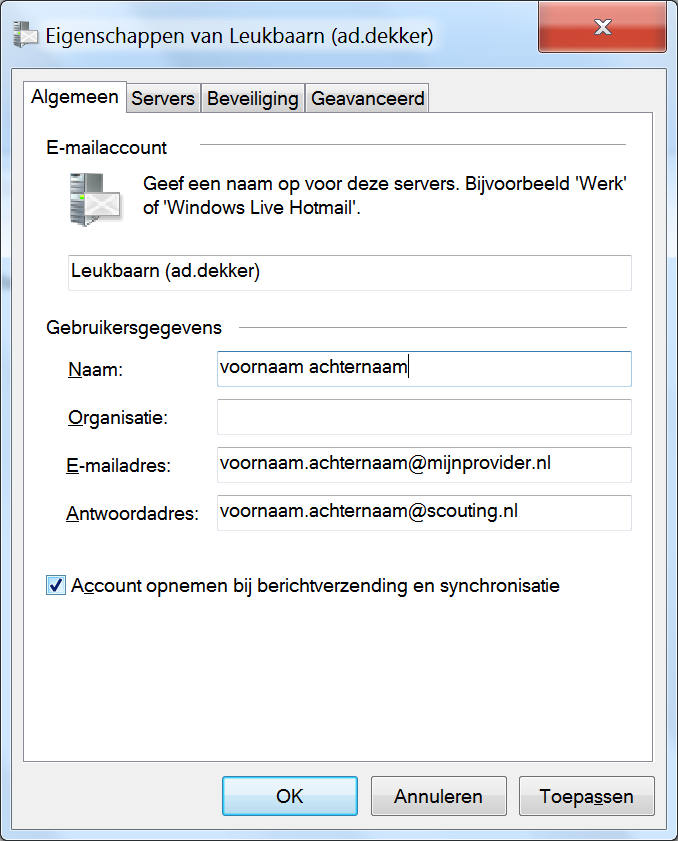 Eigenschappen van Leukbaarn (ad.dekker)
Algemeen Servers Beveiliging Geavanceerd
E-mailaccount
Geef een naam op voor deze servers. Bijvoorbeeld 'Werk'
of 'Windows Live Hotmail'.
Leukbaarn (ad.dekker)
Gebruikersgegevens
Naam: voornaam achternaam
Organisatie:
E-mailadres: voornaam.achternaam@mijnprovider.nl
Antwoordadres: voornaam.achternaam@scouting.nl
Account opnemen bij berichtverzending en synchronisatie
OK Annuleren Toepassen